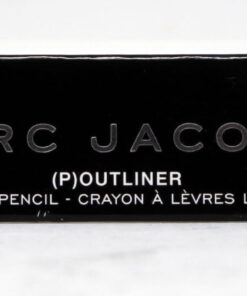 RC JACO
(P)OUTLINER
PENCIL - CRAYON À LÈVRES L